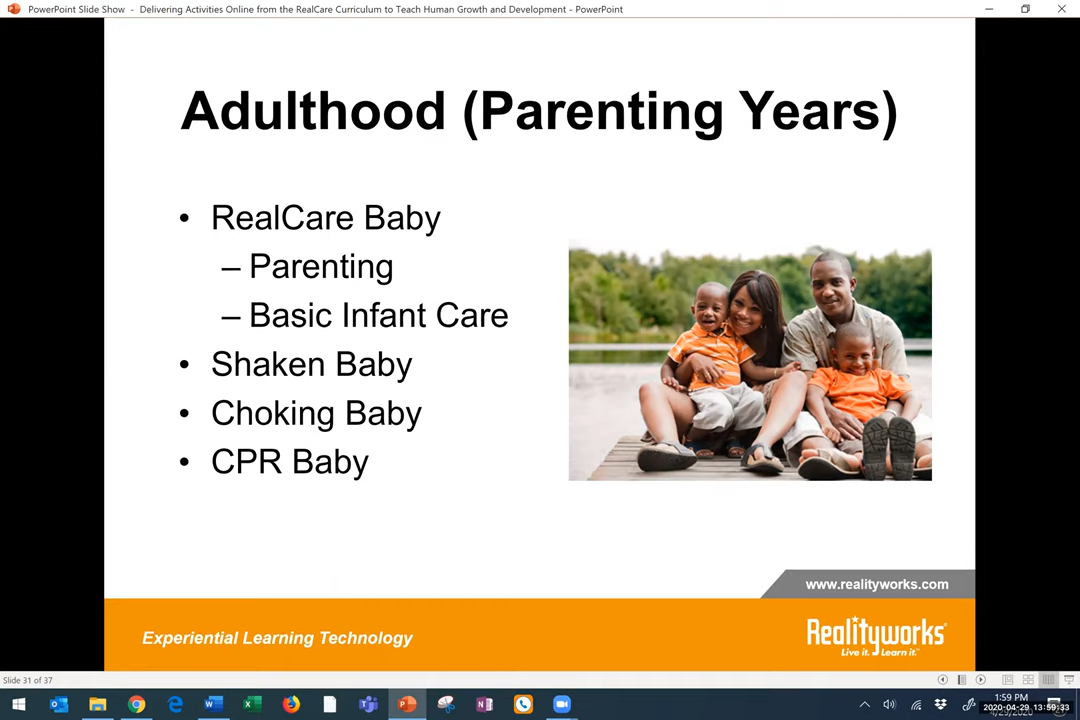 PowerPoint Slide Show - Delivering Activities Online from the RealCare Curriculum to Teach Human Growth and Development - PowerPoint
Adulthood (Parenting Years)
• RealCare Baby
– Parenting
– Basic Infant Care
• Shaken Baby
• Choking Baby
• CPR Baby
www.realityworks.com
Experiential Learning Technology
Realityworks®
Live it. Learn it.™
Slide 31 of 37
1:59 PM
2020-04-29 13:59:33